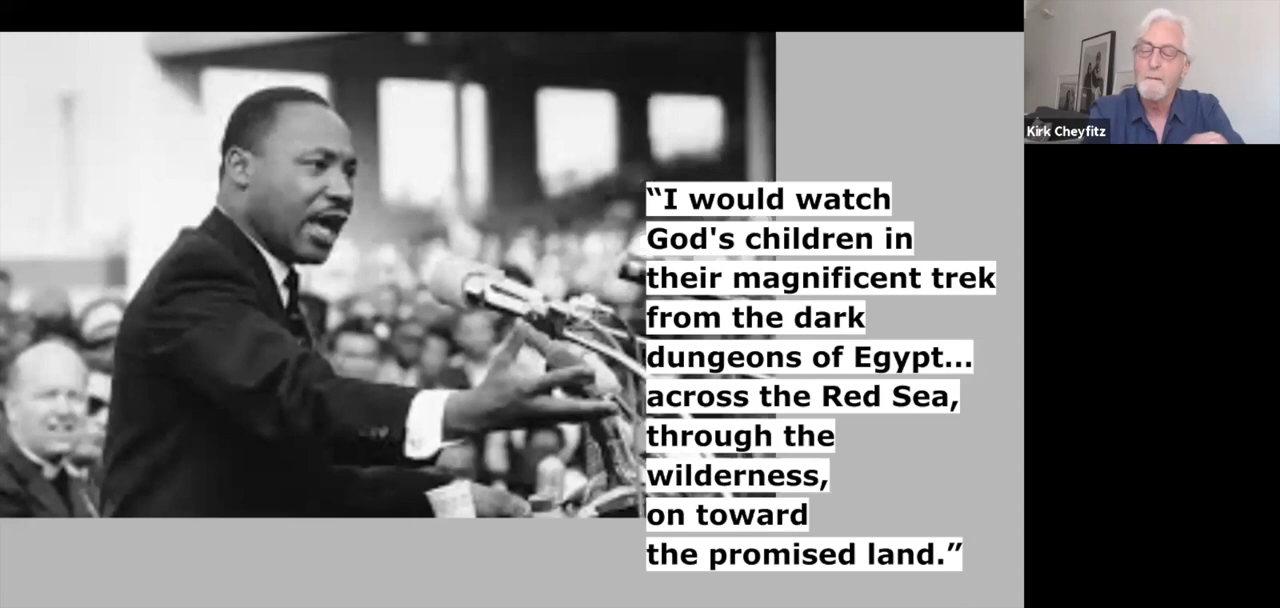 “I would watch
God's children in
their magnificent trek
from the dark
dungeons of Egypt...
across the Red Sea,
through the
wilderness,
on toward
the promised land.”
Kirk Cheyfitz